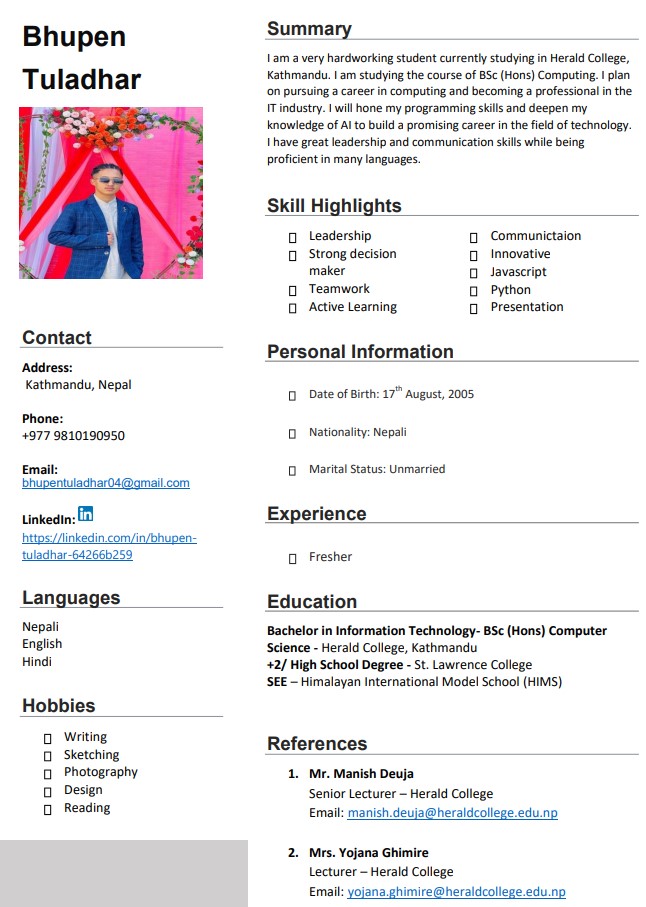 Bhupen
Tuladhar
Contact
Address:
Kathmandu, Nepal
Phone:
+977 9810190950
Email:
bhupentuladhar04@gmail.com
LinkedIn: in
https://linkedin.com/in/bhupen-
tuladhar-64266b259
Languages
Nepali
English
Hindi
Hobbies
Writing
Sketching
Photography
Design
Reading
Summary
I am a very hardworking student currently studying in Herald College,
Kathmandu. I am studying the course of BSc (Hons) Computing. I plan
on pursuing a career in computing and becoming a professional in the
IT industry. I will hone my programming skills and deepen my
knowledge of AI to build a promising career in the field of technology.
I have great leadership and communication skills while being
proficient in many languages.
Skill Highlights
Leadership
Strong decision
maker
Teamwork
Active Learning
Communictaion
Innovative
Javascript
Python
Presentation
Personal Information
Date of Birth: 17th August, 2005
Nationality: Nepali
Marital Status: Unmarried
Experience
Fresher
Education
Bachelor in Information Technology- BSc (Hons) Computer
Science - Herald College, Kathmandu
+2/ High School Degree - St. Lawrence College
SEE – Himalayan International Model School (HIMS)
References
1. Mr. Manish Deuja
Senior Lecturer – Herald College
Email: manish.deuja@heraldcollege.edu.np
2. Mrs. Yojana Ghimire
Lecturer – Herald College
Email: yojana.ghimire@heraldcollege.edu.np